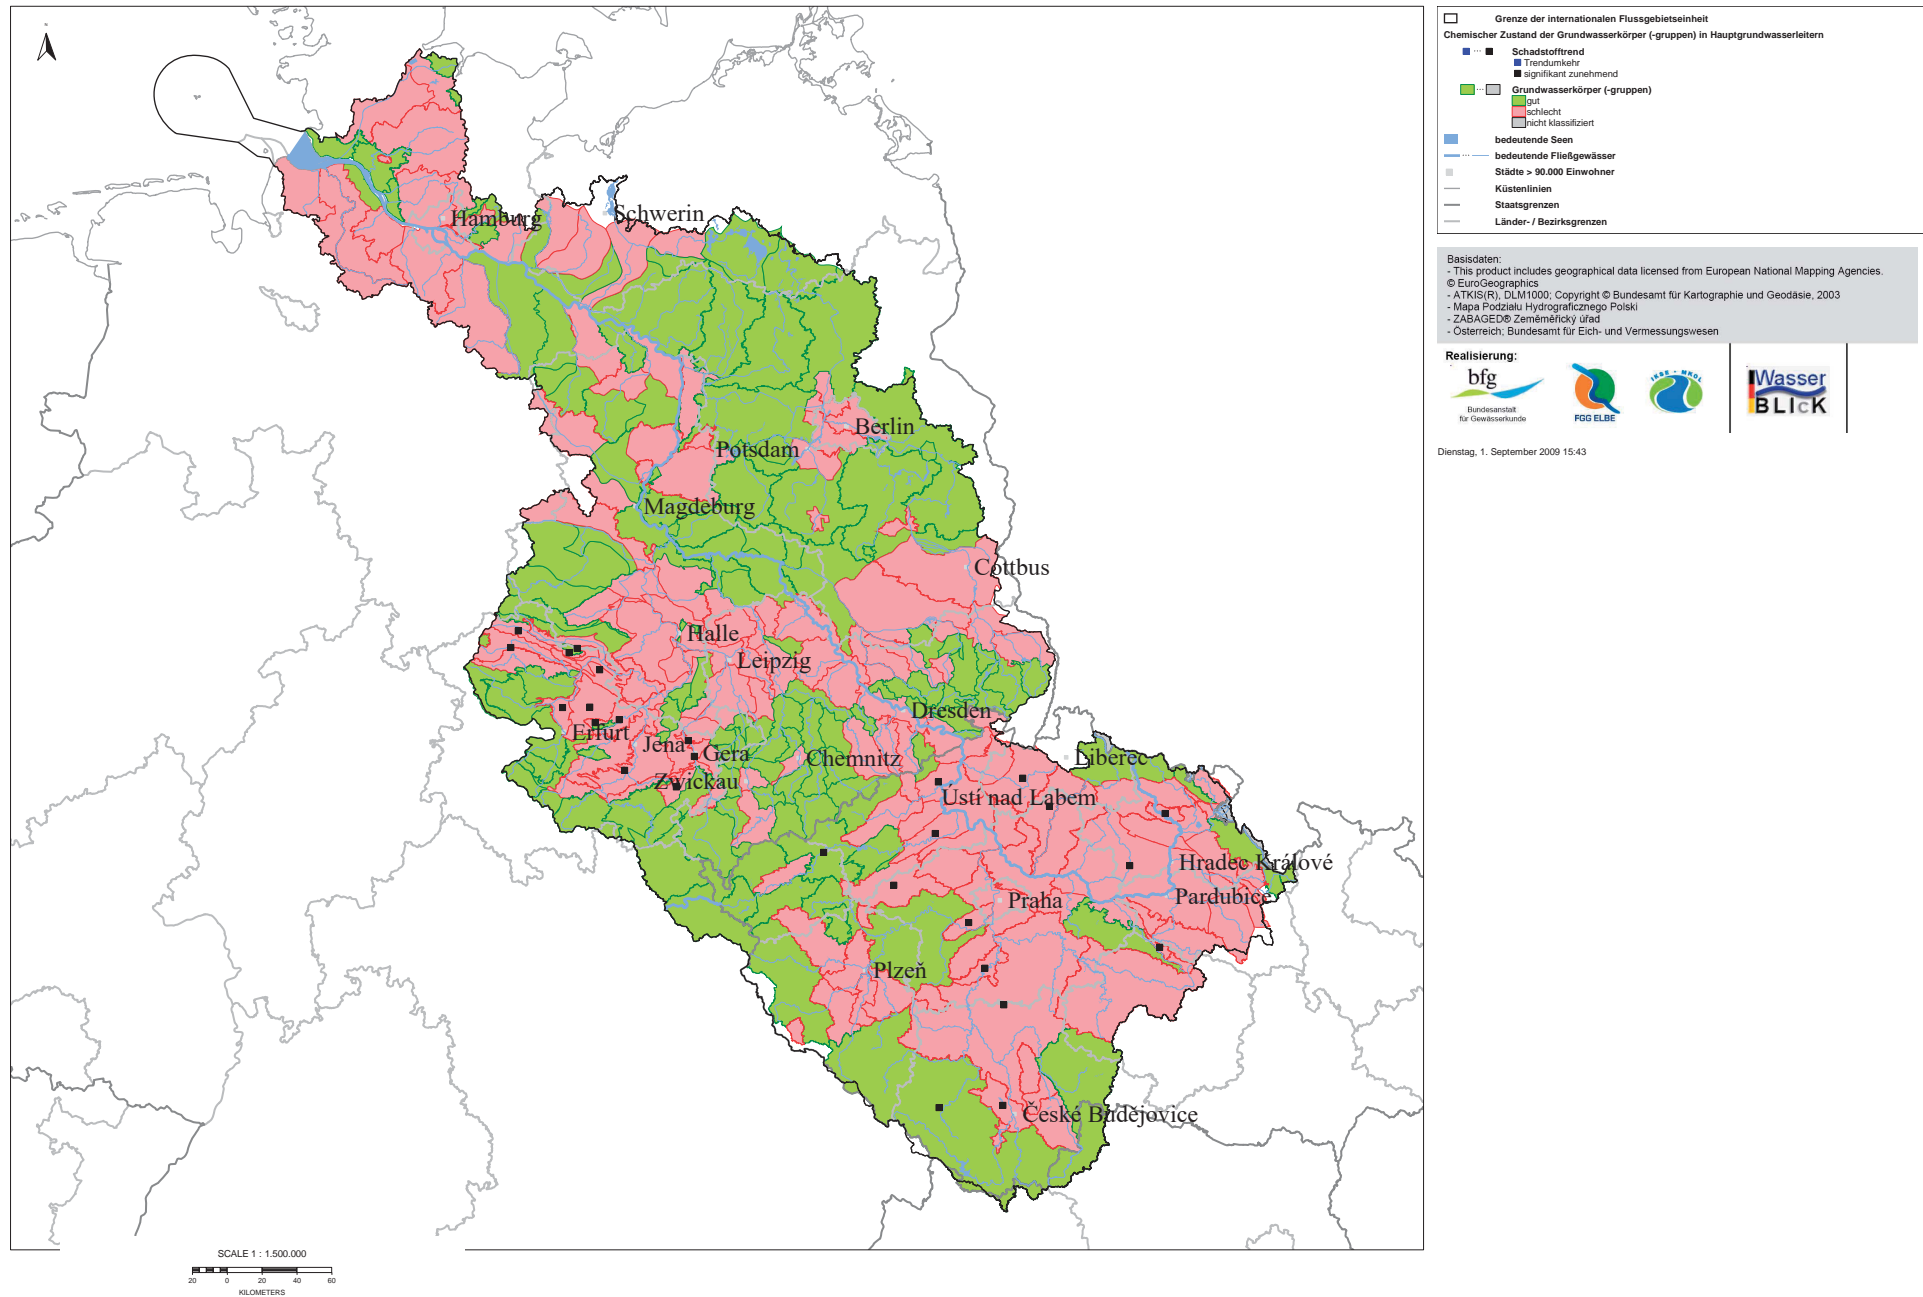 Hamburg
Schwerin
Berlin
Potsdam
Magdeburg
Cottbus
Halle
Leipzig
Dresden
Erfurt
Jena
Gera
Chemnitz
Zwickau
Liberec
Ústí nad Labem
Hradec Králové
Pardubice
Praha
Plzeň
České Budějovice
SCALE 1 : 1.500.000
20 0 20 40 60
KILOMETERS
Grenze der internationalen Flussgebietseinheit
Chemischer Zustand der Grundwasserkörper (-gruppen) in Hauptgrundwasserleitern
Schadstofftrend
Trendumkehr
signifikant zunehmend
Grundwasserkörper (-gruppen)
gut
schlecht
nicht klassifiziert
bedeutende Seen
bedeutende Fließgewässer
Städte > 90.000 Einwohner
Küstenlinien
Staatsgrenzen
Länder- / Bezirksgrenzen
Basisdaten:
- This product includes geographical data licensed from European National Mapping Agencies.
© EuroGeographics
- ATKIS(R), DLM1000; Copyright © Bundesamt für Kartographie und Geodäsie, 2003
- Mapa Podziału Hydrograficznego Polski
- ZABAGED® Zeměměřický úřad
- Österreich; Bundesamt für Eich- und Vermessungswesen
Realisierung:
bfg
Bundesanstalt
für Gewässerkunde
FGG ELBE
IKSE - MKOL
Wasser
BLIcK
Dienstag, 1. September 2009 15:43